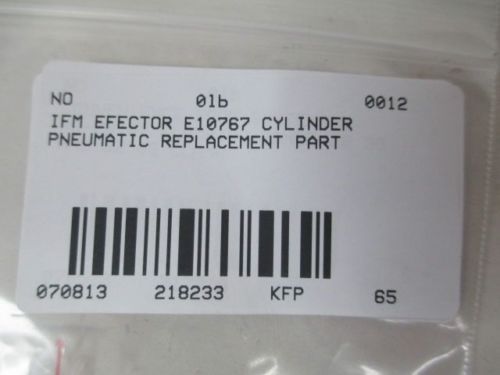 NO 01b 0012
IFM EFECTOR E10767 CYLINDER
PNEUMATIC REPLACEMENT PART
070813 218233 KFP 65